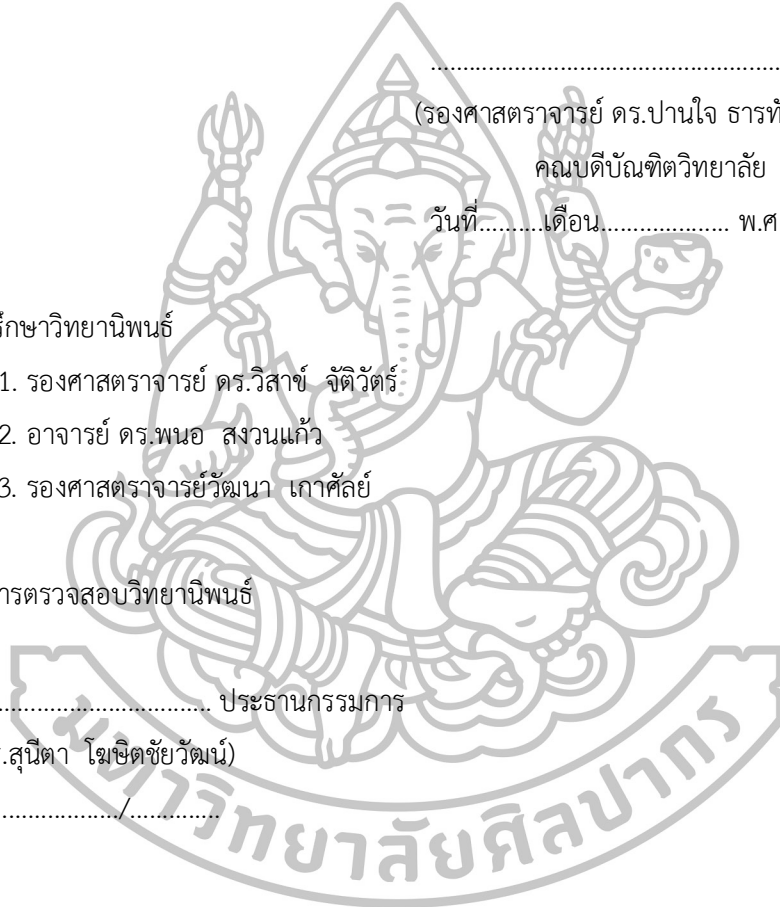 ....................................................
(รองศาสตราจารย์ ดร.ปานใจ ธารทั
คณบดีบัณฑิตวิทยาลัย
วันที่..........เดือน.................... พ.ศ
รึกษาวิทยานิพนธ์
1. รองศาสตราจารย์ ดร.วิสาข์ จัติวัตร์
2. อาจารย์ ดร.พนอ สงวนแก้ว
3. รองศาสตราจารย์วัฒนา เกาศัลย์
ารตรวจสอบวิทยานิพนธ์
.................................. ประธานกรรมการ
.สุนีตา โฆษิตชัยวัฒน์)
.................../..............
มหาวิทยาลัยศิลปากร